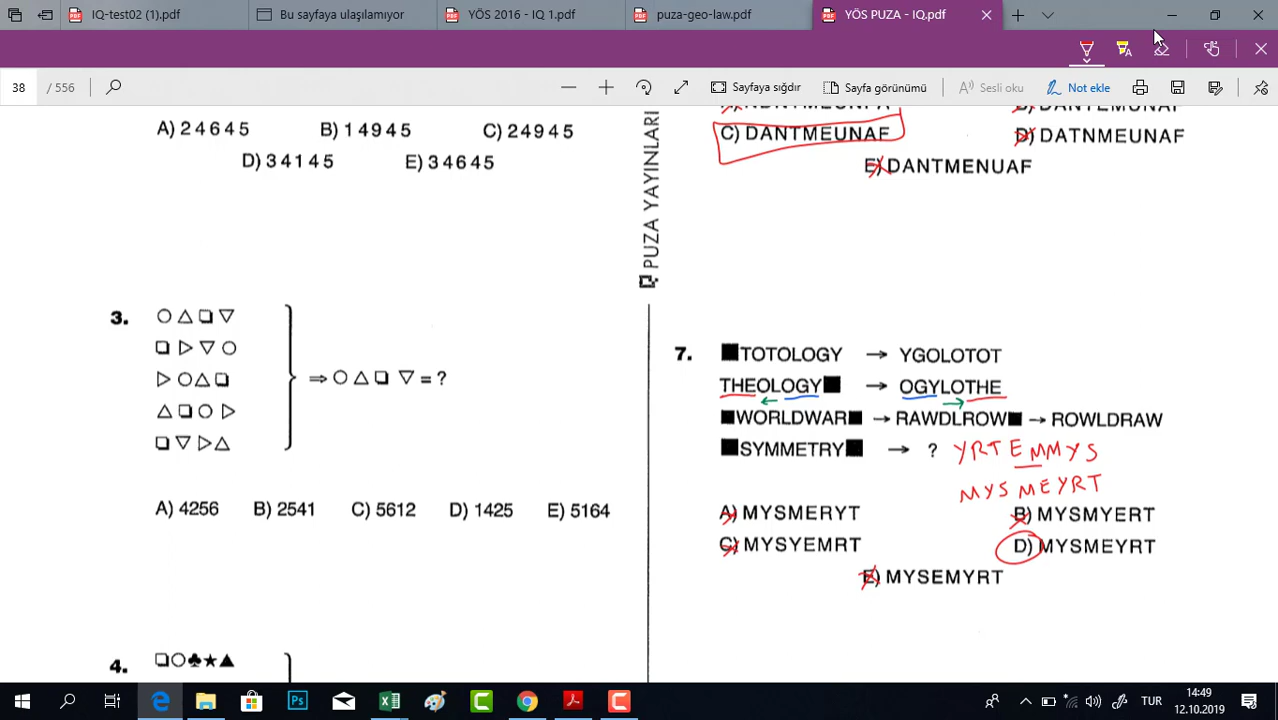 IQ-test02 (1).pdf
Bu sayfaya ulaşılamıyor
YÖS 2016 - IQ 1.pdf
puza-geo-law.pdf
YÖS PUZA - IQ.pdf
38 / 556
Sayfaya sığdır
Sayfa görünümü
Sesli oku
Not ekle
A) 2 4 6 4 5 B) 1 4 9 4 5 C) 2 4 9 4 5
D) 3 4 1 4 5 E) 3 4 6 4 5
PUZA YAYINLARI
C) DANTMEUNAF D) DATNMEUNAF
E) DANTMENUAF
3.
⇒ = ?
A) 4256 B) 2541 C) 5612 D) 1425 E) 5164
4.
7. TOTOLOGY → YGOLOTOT
THEOLOGY → OGYLOTHE
WORLDWAR → RAWDLROW → ROWLDRAW
SYMMETRY → ? YRTEMMYS
MYSMEYRT
A) MYSMERYT B) MYSMYERT
C) MYSYEMRT D) MYSMEYRT
E) MYSEMYRT
TUR
14:49
12.10.2019